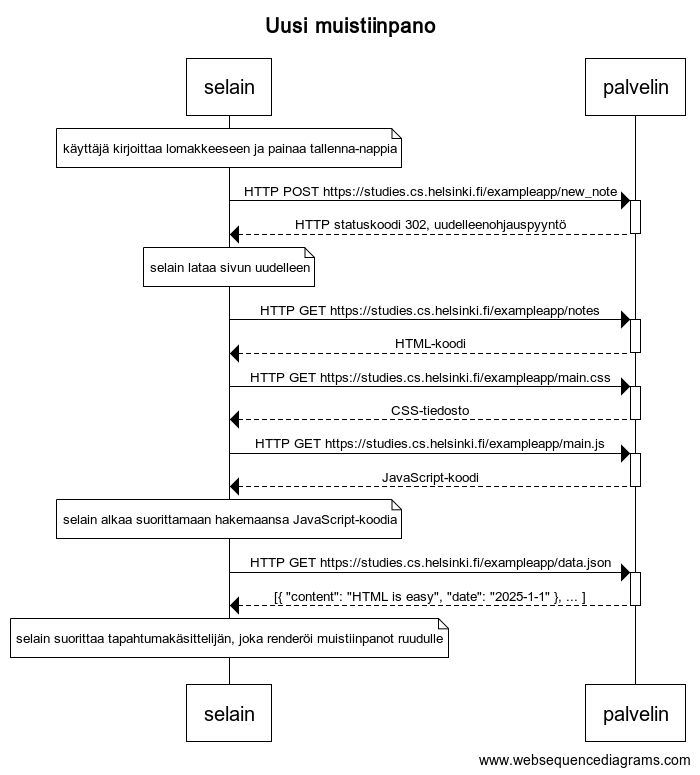 Uusi muistiinpano
selain
palvelin
käyttäjä kirjoittaa lomakkeeseen ja painaa tallenna-nappia
HTTP POST https://studies.cs.helsinki.fi/exampleapp/new_note
HTTP statuskoodi 302, uudelleenohjauspyyntö
selain lataa sivun uudelleen
HTTP GET https://studies.cs.helsinki.fi/exampleapp/notes
HTML-koodi
HTTP GET https://studies.cs.helsinki.fi/exampleapp/main.css
CSS-tiedosto
HTTP GET https://studies.cs.helsinki.fi/exampleapp/main.js
JavaScript-koodi
selain alkaa suorittamaan hakemaansa JavaScript-koodia
HTTP GET https://studies.cs.helsinki.fi/exampleapp/data.json
[{ "content": "HTML is easy", "date": "2025-1-1" }, ... ]
selain suorittaa tapahtumakäsittelijän, joka renderöi muistiinpanot ruudulle
selain
palvelin
www.websequencediagrams.com